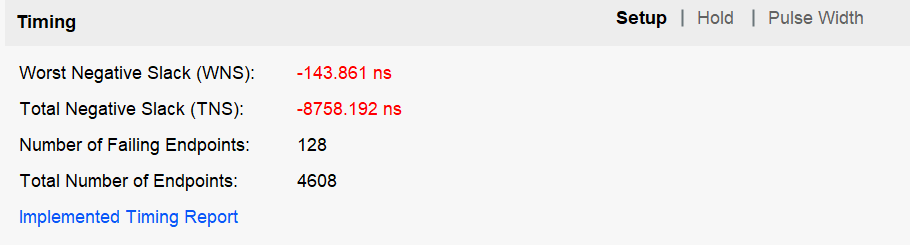 Timing Setup | Hold | Pulse Width
Worst Negative Slack (WNS): -143.861 ns
Total Negative Slack (TNS): -8758.192 ns
Number of Failing Endpoints: 128
Total Number of Endpoints: 4608
Implemented Timing Report